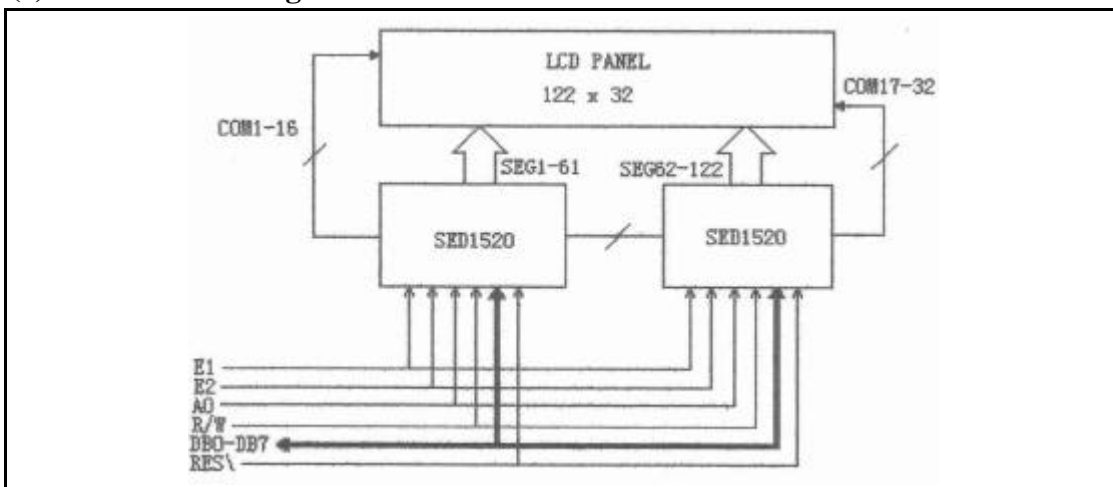 LCD PANEL
122 x 32
COM17-32
COM1-16
SEG1-61
SEG62-122
SED1520
SED1520
E1
E2
A0
R/W
DB0-DB7
RES\